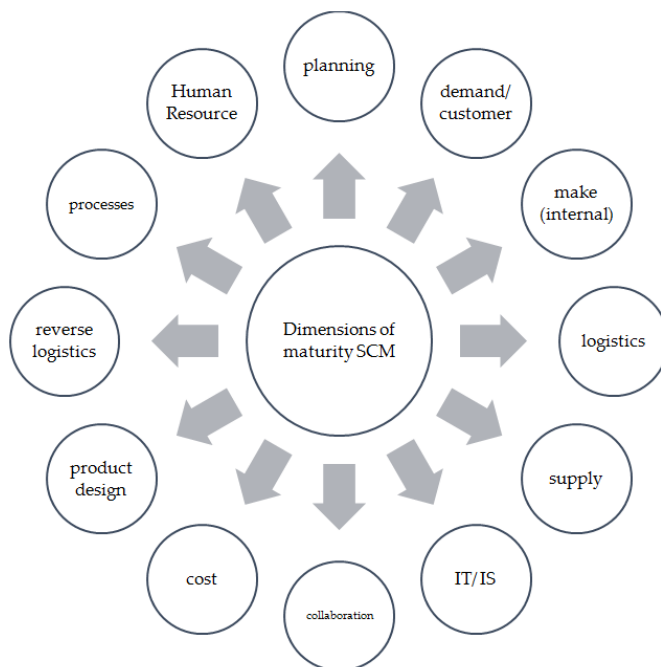 planning
Human
Resource
demand/
customer
processes
make
(internal)
reverse
logistics
Dimensions of
maturity SCM
logistics
product
design
supply
cost
IT/IS
collaboration